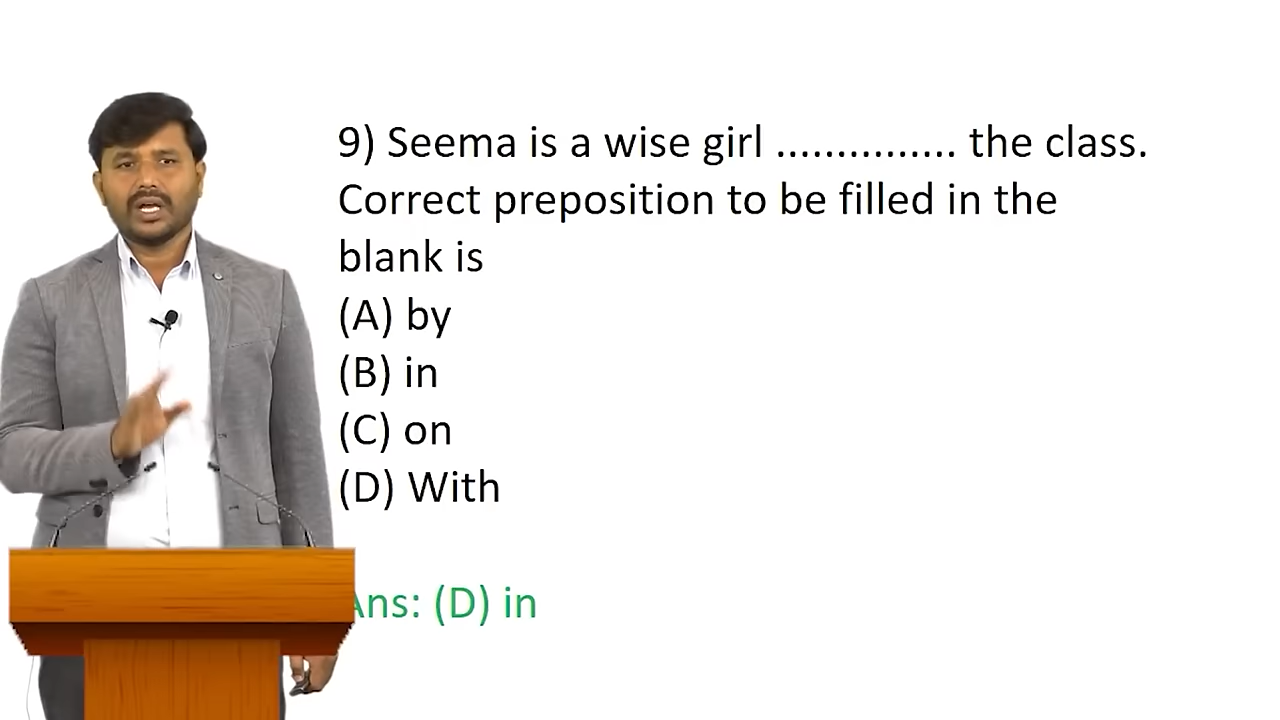 9) Seema is a wise girl ............... the class.
Correct preposition to be filled in the
blank is
(A) by
(B) in
(C) on
(D) With
Ans: (D) in